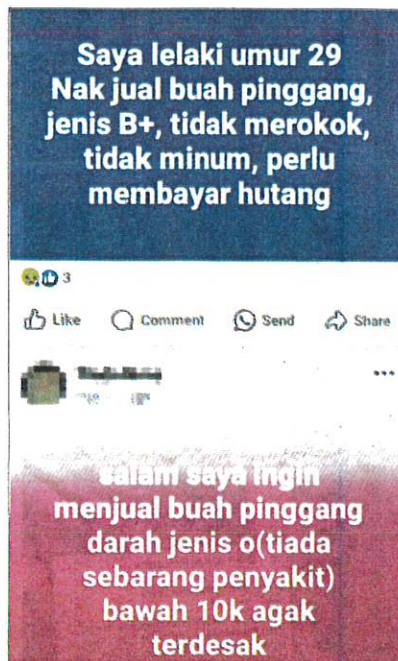 Saya lelaki umur 29
Nak jual buah pinggang,
jenis B+, tidak merokok,
tidak minum, perlu
membayar hutang
3
Like Comment Send Share
salam saya ingin
menjual buah pinggang
darah jenis o(tiada
sebarang penyakit)
bawah 10k agak
terdesak